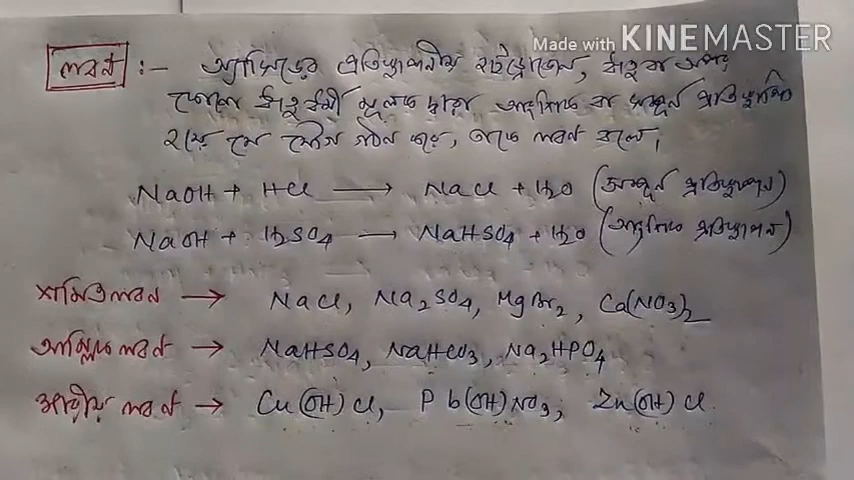 Made with KINEMASTER
লবণ :- অ্যাসিডের প্রতিস্থাপনীয় হাইড্রোজেন, ধাতু বা অপর
কোনো ধাতুধর্মী মূলক দ্বারা আংশিক বা সম্পূর্ণ প্রতিস্থাপিত
হয়ে যে যৌগ গঠন হয়, তাকে লবণ বলে।
NaOH + HCl ⟶ NaCl + H₂O (সম্পূর্ণ প্রতিস্থাপন)
NaOH + H₂SO₄ ⟶ NaHSO₄ + H₂O (আংশিক প্রতিস্থাপন)
শমিত লবণ → NaCl, Na₂SO₄, MgBr₂, Ca(NO₃)₂
আম্লিক লবণ → NaHSO₄, NaHCO₃, Na₂HPO₄
ক্ষারীয় লবণ → Cu(OH)Cl, Pb(OH)NO₃, Zn(OH)Cl